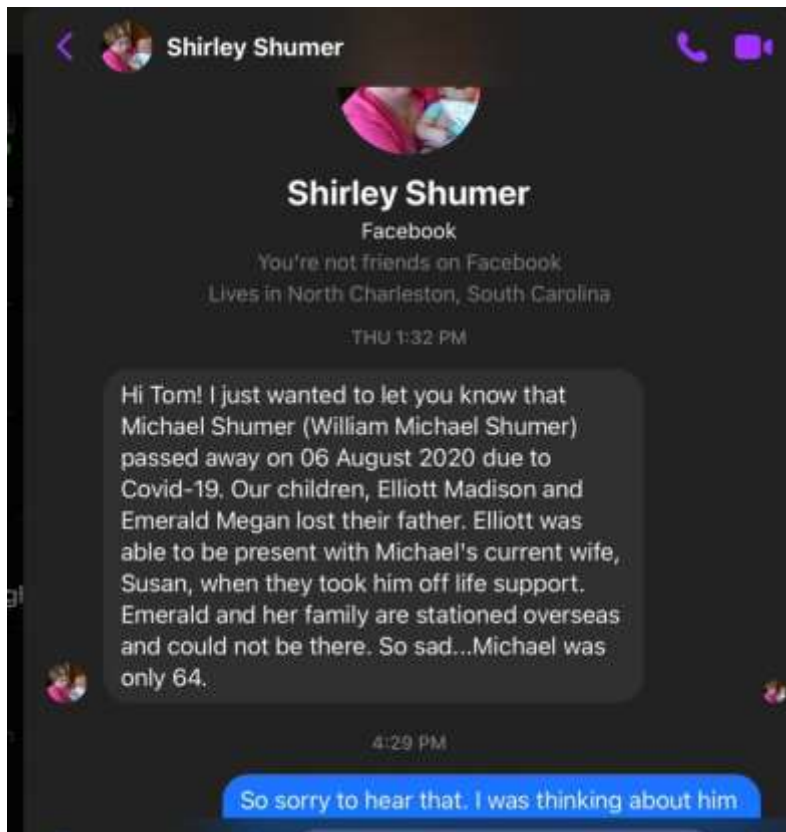 Shirley Shumer
Shirley Shumer
Facebook
You're not friends on Facebook
Lives in North Charleston, South Carolina
THU 1:32 PM
Hi Tom! I just wanted to let you know that
Michael Shumer (William Michael Shumer)
passed away on 06 August 2020 due to
Covid-19. Our children, Elliott Madison and
Emerald Megan lost their father. Elliott was
able to be present with Michael's current wife,
Susan, when they took him off life support.
Emerald and her family are stationed overseas
and could not be there. So sad...Michael was
only 64.
4:29 PM
So sorry to hear that. I was thinking about him